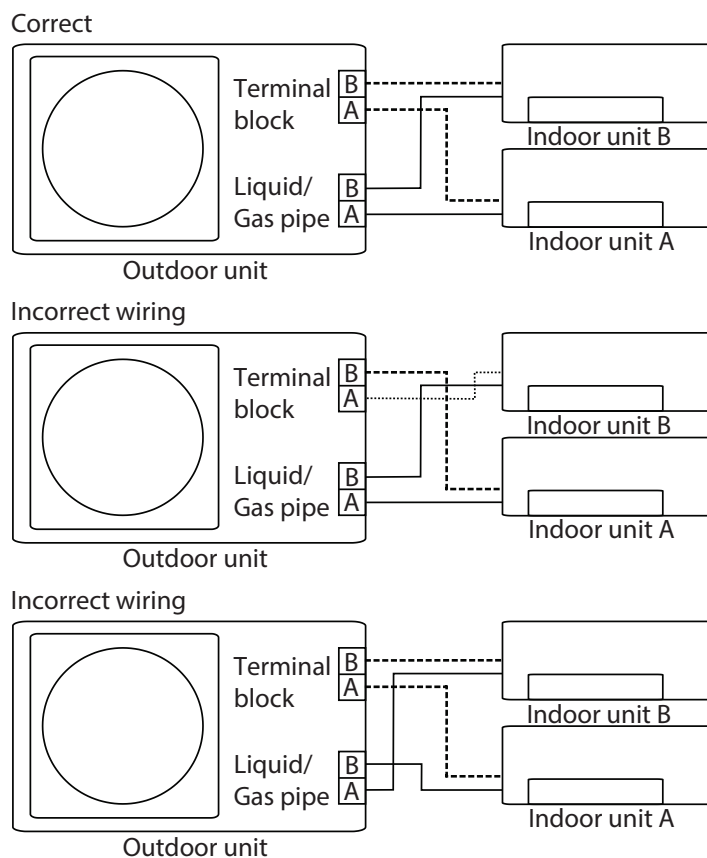 Correct
Terminal
block
B
A
Liquid/
Gas pipe
B
A
Outdoor unit
Indoor unit B
Indoor unit A
Incorrect wiring
Terminal
block
B
A
Liquid/
Gas pipe
B
A
Outdoor unit
Indoor unit B
Indoor unit A
Incorrect wiring
Terminal
block
B
A
Liquid/
Gas pipe
B
A
Outdoor unit
Indoor unit B
Indoor unit A